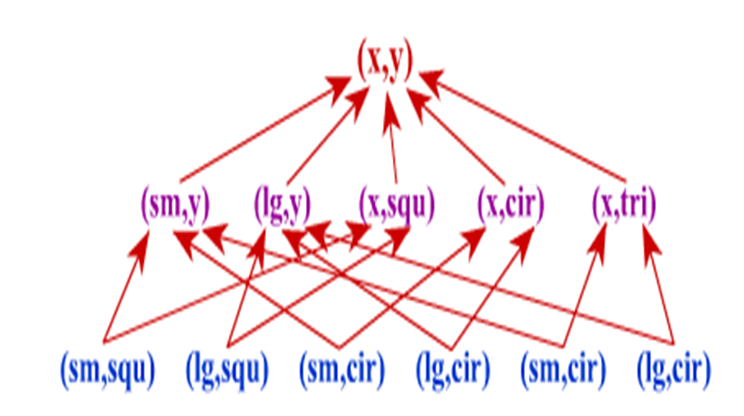 (x,y)
(sm,y) (lg,y) (x,squ) (x,cir) (x,tri)
(sm,squ) (lg,squ) (sm,cir) (lg,cir) (sm,cir) (lg,cir)